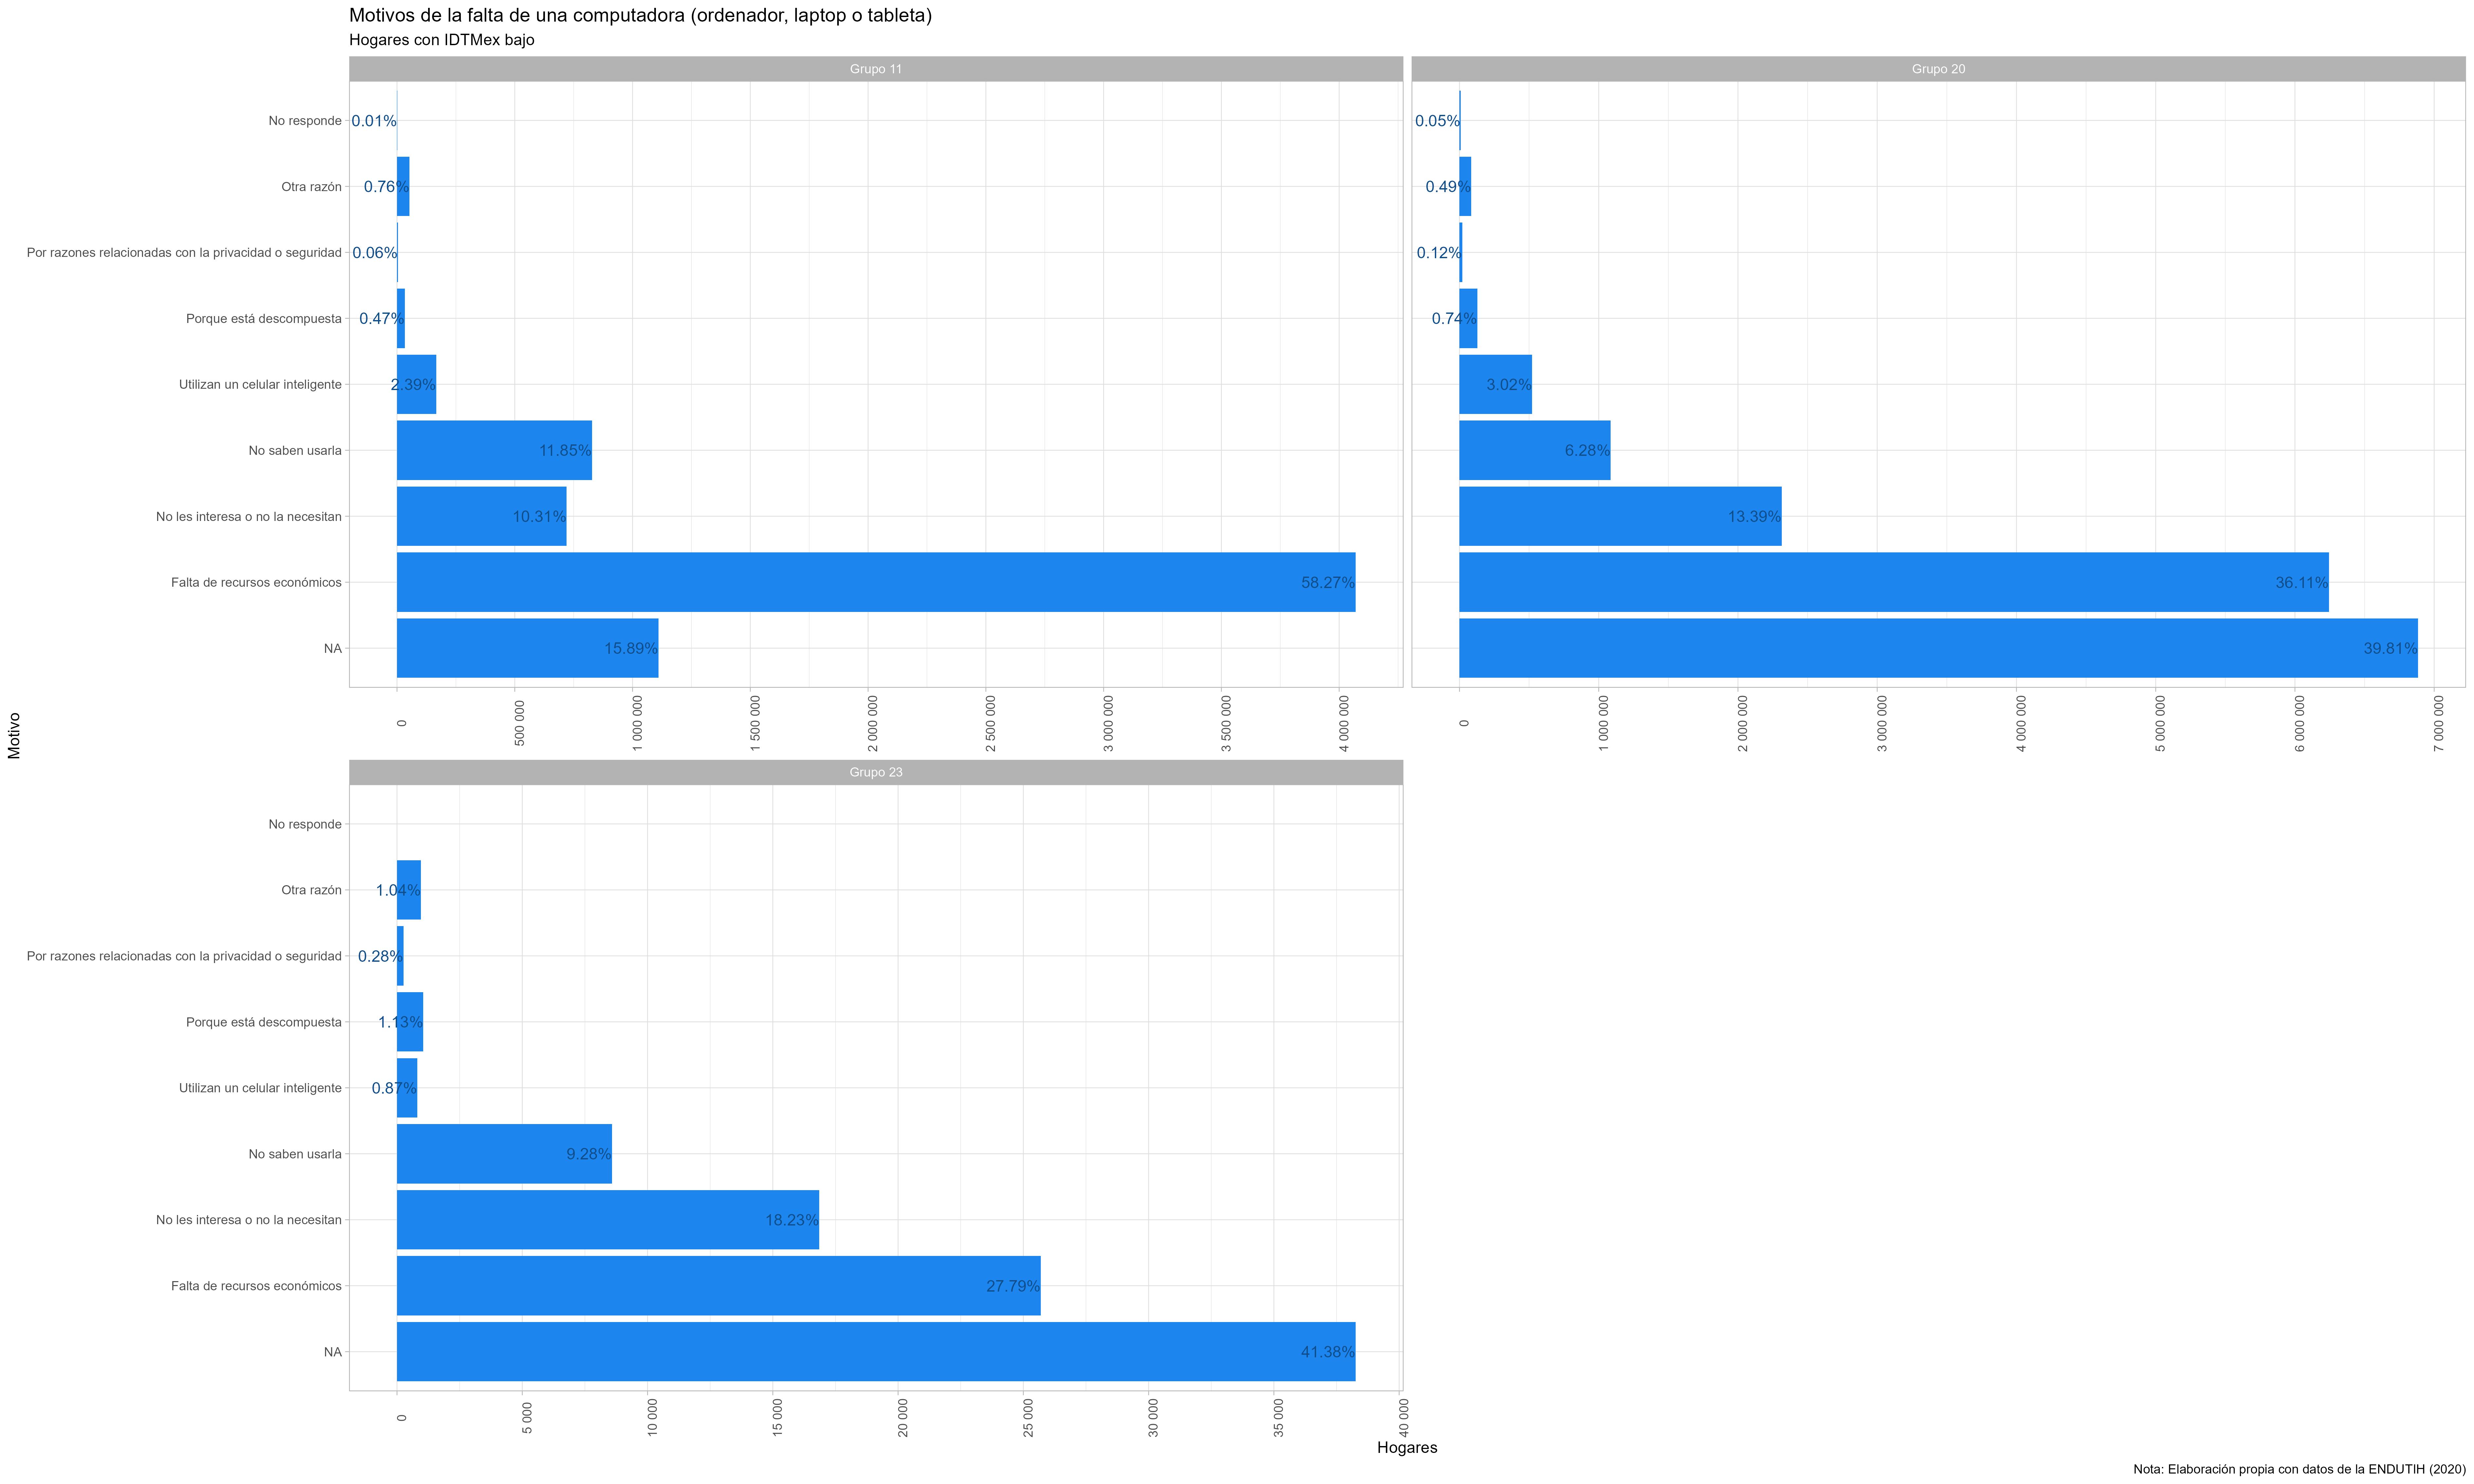 Motivos de la falta de una computadora (ordenador, laptop o tableta)
Hogares con IDTMex bajo
Grupo 11
No responde
0.01%
Otra razón
0.76%
Por razones relacionadas con la privacidad o seguridad
0.06%
Porque está descompuesta
0.47%
Utilizan un celular inteligente
2.39%
No saben usarla
11.85%
No les interesa o no la necesitan
10.31%
Falta de recursos económicos
58.27%
NA
15.89%
0
500 000
1 000 000
1 500 000
2 000 000
2 500 000
3 000 000
3 500 000
4 000 000
Grupo 20
0.05%
0.49%
0.12%
0.74%
3.02%
6.28%
13.39%
36.11%
39.81%
0
1 000 000
2 000 000
3 000 000
4 000 000
5 000 000
6 000 000
7 000 000
Motivo
Grupo 23
No responde
Otra razón
1.04%
Por razones relacionadas con la privacidad o seguridad
0.28%
Porque está descompuesta
1.13%
Utilizan un celular inteligente
0.87%
No saben usarla
9.28%
No les interesa o no la necesitan
18.23%
Falta de recursos económicos
27.79%
NA
41.38%
0
5 000
10 000
15 000
20 000
25 000
30 000
35 000
40 000
Hogares
Nota: Elaboración propia con datos de la ENDUTIH (2020)